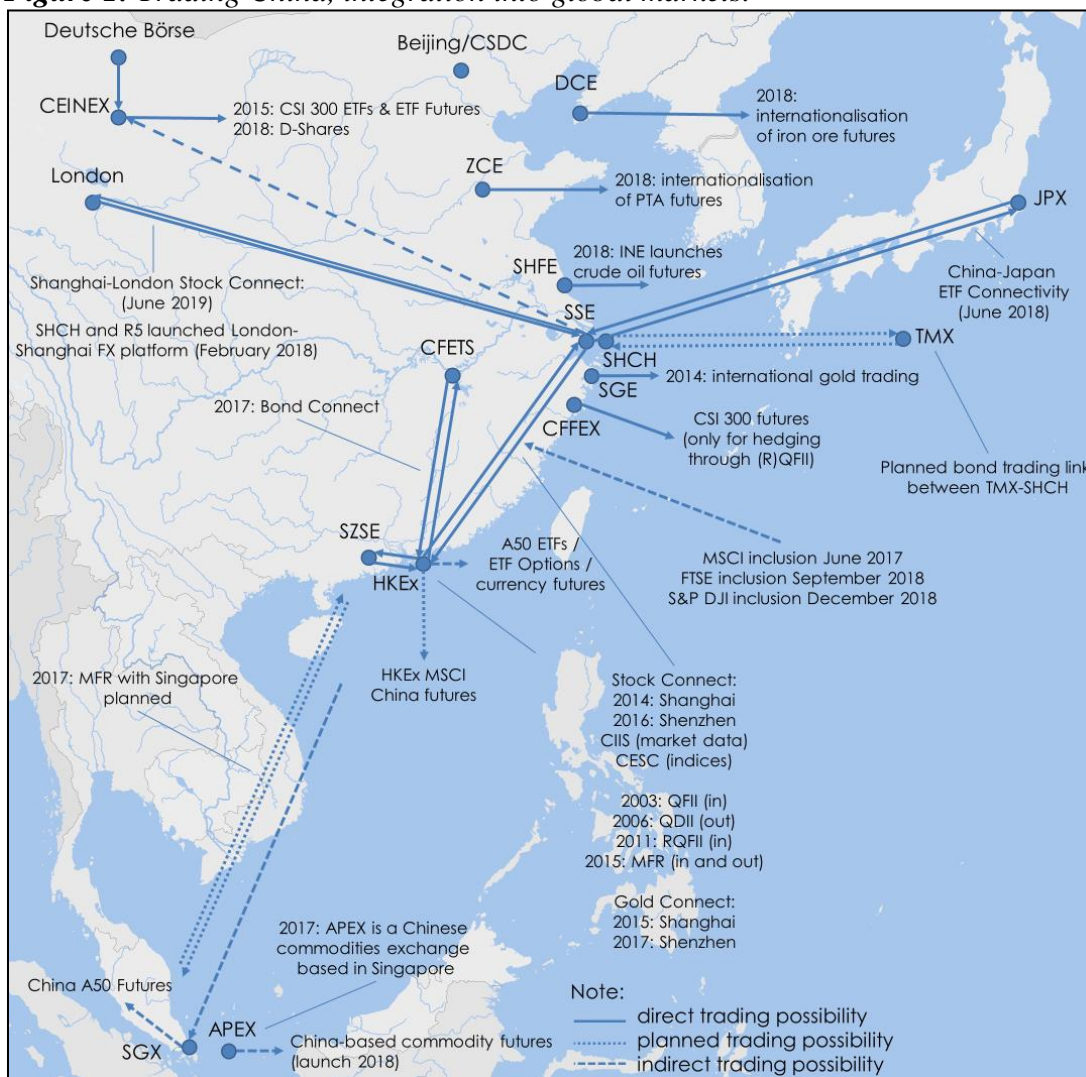 Figure 1: Trading China, integration into global markets.
Deutsche Börse
Beijing/CSDC
DCE
CEINEX
2015: CSI 300 ETFs & ETF Futures
2018: D-Shares
2018:
internationalisation
of iron ore futures
London
ZCE
2018: internationalisation
of PTA futures
JPX
Shanghai-London Stock Connect:
(June 2019)
SHCH and R5 launched London-
Shanghai FX platform (February 2018)
SHFE
2018: INE launches
crude oil futures
China-Japan
ETF Connectivity
(June 2018)
SSE
CFETS
SHCH
TMX
SGE
2014: international gold trading
2017: Bond Connect
CFFEX
CSI 300 futures
(only for hedging
through (R)QFII)
Planned bond trading link
between TMX-SHCH
SZSE
HKEx
A50 ETFs /
ETF Options /
currency futures
MSCI inclusion June 2017
FTSE inclusion September 2018
S&P DJI inclusion December 2018
2017: MFR with Singapore
planned
HKEx MSCI
China futures
Stock Connect:
2014: Shanghai
2016: Shenzhen
CIIS (market data)
CESC (indices)
2003: QFII (in)
2006: QDII (out)
2011: RQFII (in)
2015: MFR (in and out)
Gold Connect:
2015: Shanghai
2017: Shenzhen
2017: APEX is a Chinese
commodities exchange
based in Singapore
China A50 Futures
SGX
APEX
China-based commodity futures
(launch 2018)
Note:
direct trading possibility
planned trading possibility
indirect trading possibility